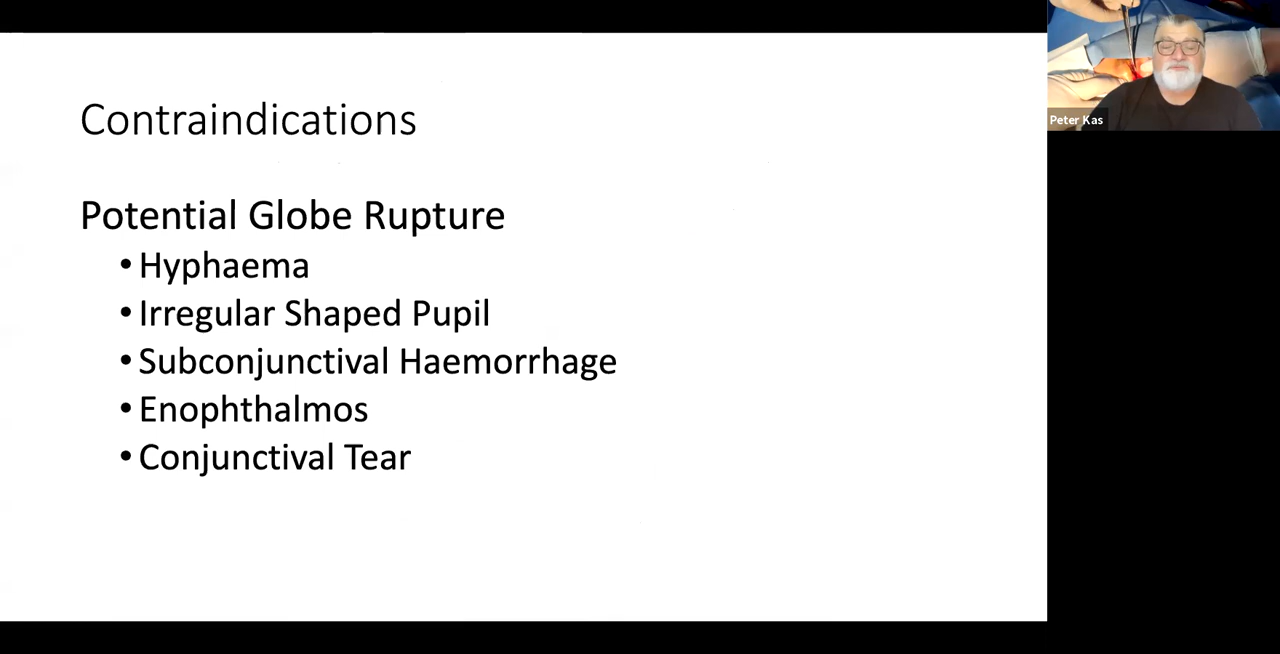 Contraindications
Potential Globe Rupture
• Hyphaema
• Irregular Shaped Pupil
• Subconjunctival Haemorrhage
• Enophthalmos
• Conjunctival Tear
Peter Kas